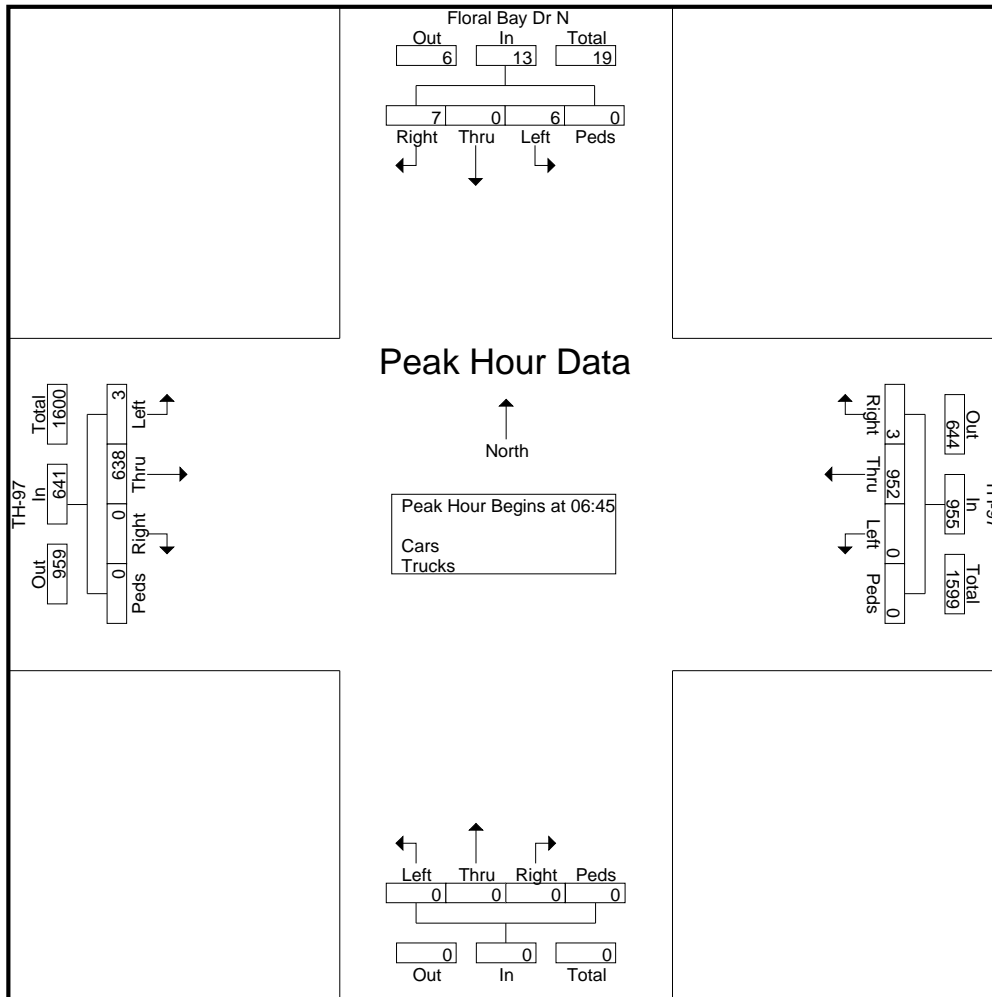 Floral Bay Dr N
Out In Total
6 13 19
7 0 6 0
Right Thru Left Peds
Peak Hour Data
North
Peak Hour Begins at 06:45
Cars
Trucks
TH-97
Total In Out
1600 641 959
3 638 0 0
Left Thru Right Peds
TH-97
Out In Total
644 955 1599
3 952 0 0
Right Thru Left Peds
Left Thru Right Peds
0 0 0 0
0 0 0
Out In Total